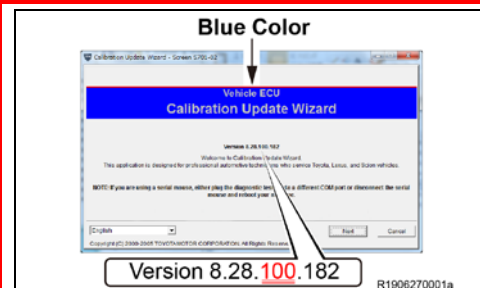 Blue Color
Calibration Update Wizard - Screen S701-02
Vehicle ECU
Calibration Update Wizard
Version 8.28.100.182
Welcome to Calibration Update Wizard
This application is designed for professional automotive technicians who service Toyota, Lexus, and Scion vehicles.
NOTE: If you are using a serial mouse, either plug the diagnostic tester into a different COM port or disconnect the serial
mouse and reboot your
English
Next
Cancel
Copyright (C) 2000-2005 TOYOTA MOTOR CORPORATION. All Rights Reserved
Version 8.28.100.182
R1906270001a